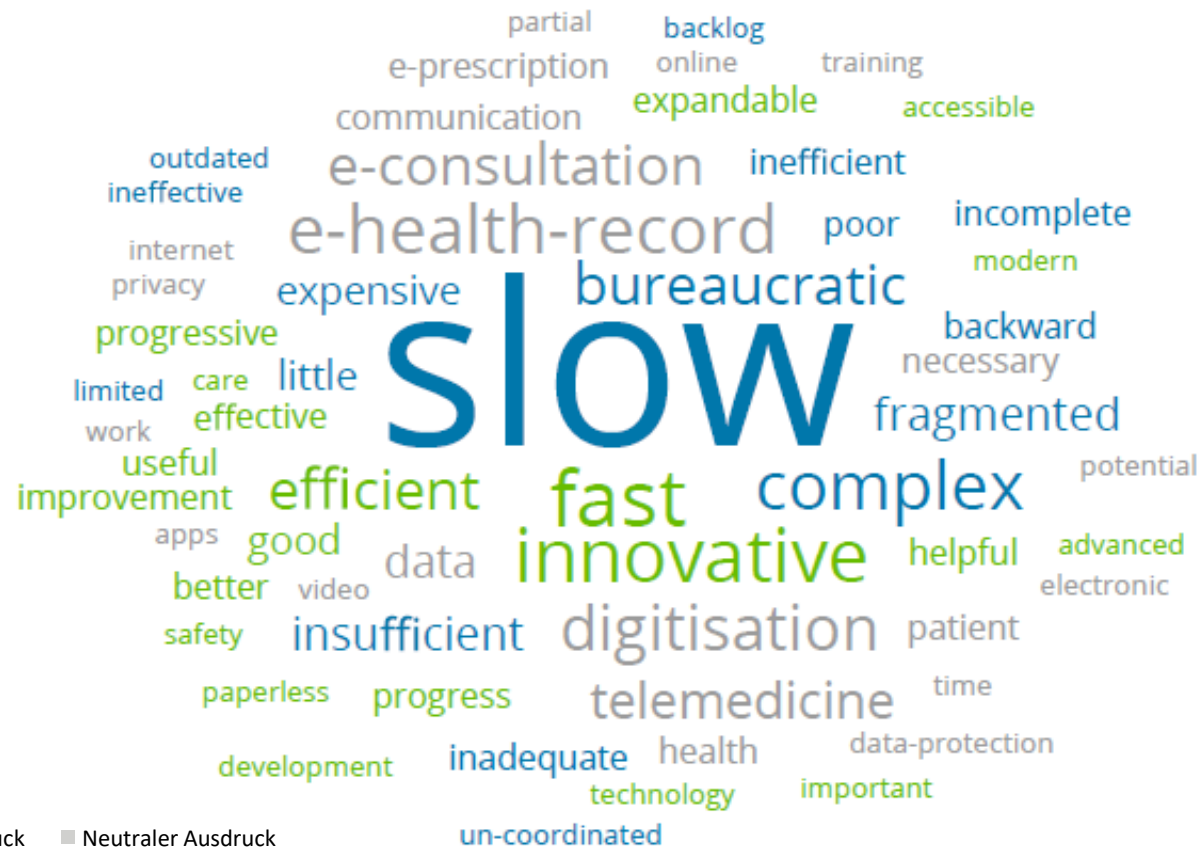 partial backlog
e-prescription online training
communication expandable accessible
outdated e-consultation inefficient
ineffective
e-health-record poor incomplete
internet modern
privacy expensive bureaucratic
progressive slow backward
necessary
limited care little
work effective fragmented
useful efficient fast complex potential
improvement
apps good data innovative helpful advanced
better video electronic
safety insufficient digitisation patient
paperless progress telemedicine time
development inadequate health data-protection
technology important
un-coordinated
Neutraler Ausdruck